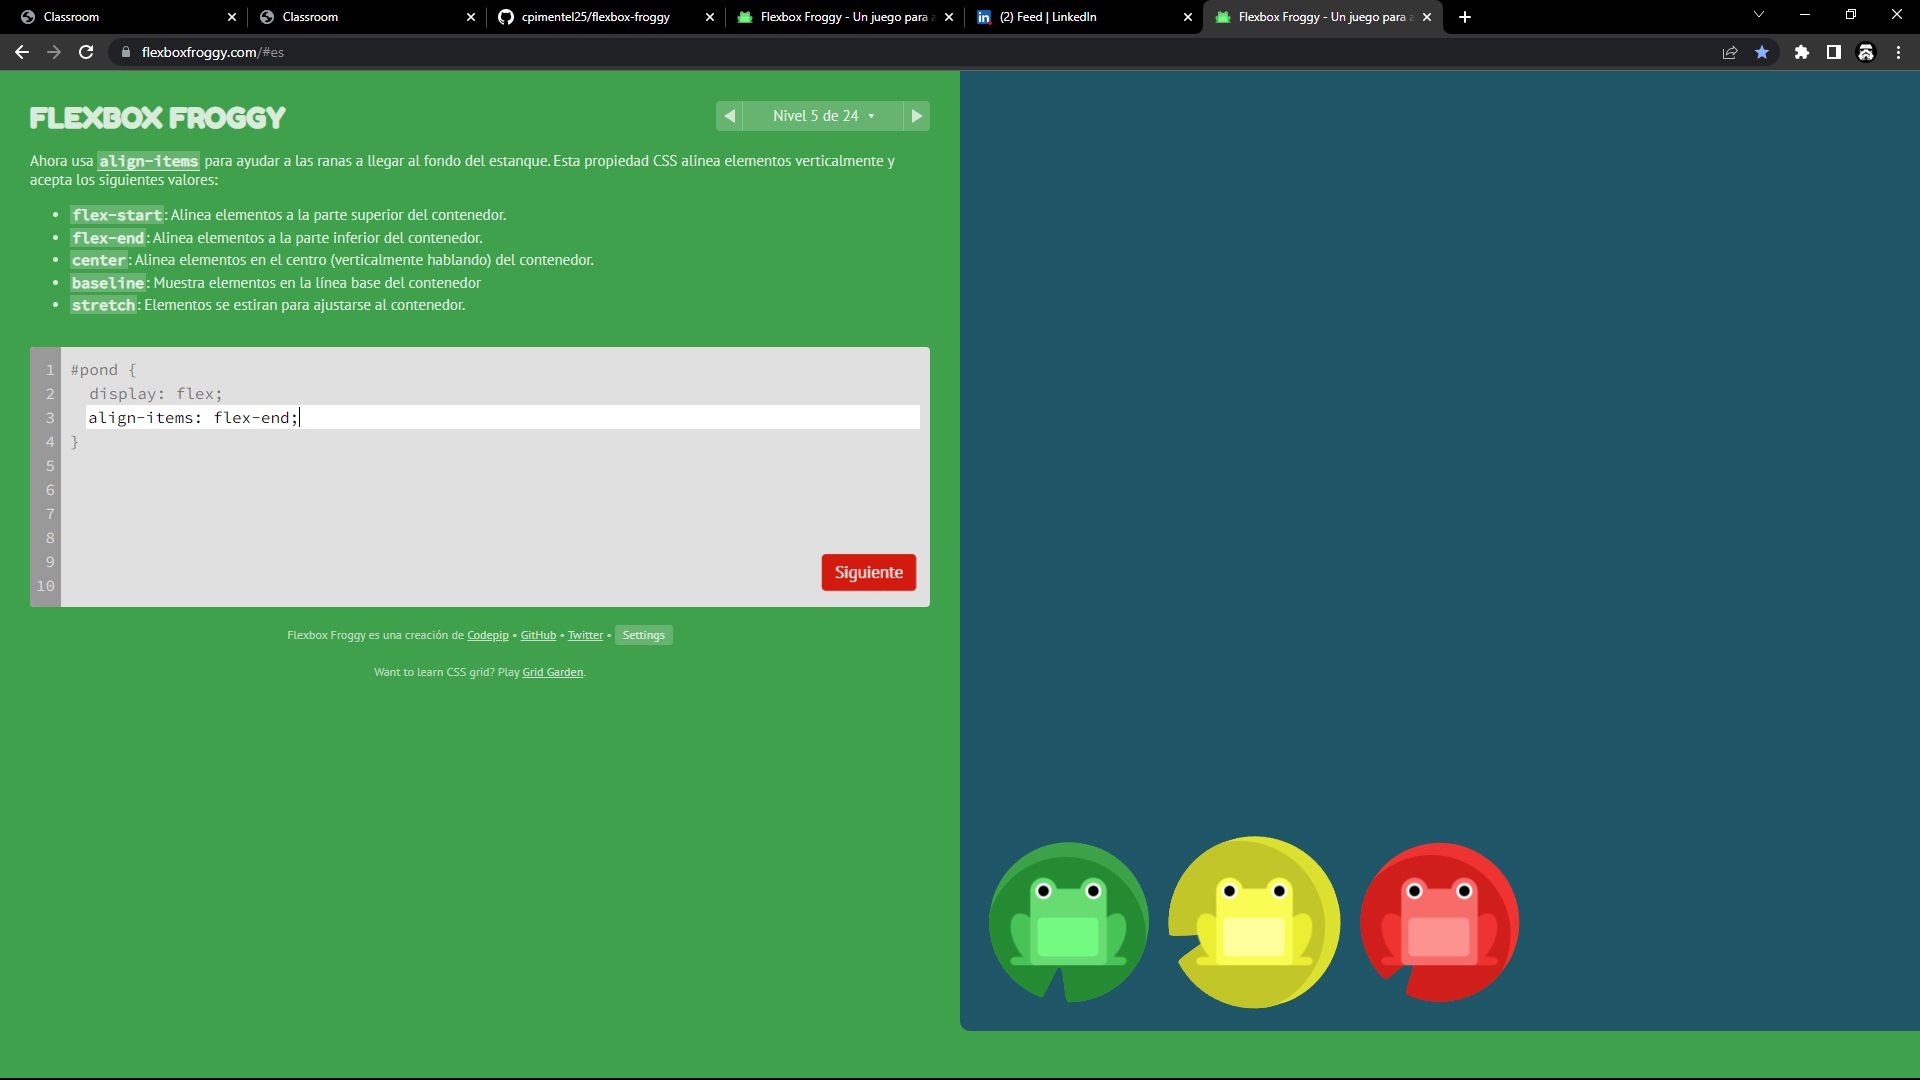 Classroom
Classroom
cpimentel25/flexbox-froggy
Flexbox Froggy - Un juego para
(2) Feed | LinkedIn
Flexbox Froggy - Un juego para
flexboxfroggy.com/#es
FLEXBOX FROGGY
Nivel 5 de 24
Ahora usa align-items para ayudar a las ranas a llegar al fondo del estanque. Esta propiedad CSS alinea elementos verticalmente y
acepta los siguientes valores:
• flex-start: Alinea elementos a la parte superior del contenedor.
• flex-end: Alinea elementos a la parte inferior del contenedor.
• center: Alinea elementos en el centro (verticalmente hablando) del contenedor.
• baseline: Muestra elementos en la línea base del contenedor
• stretch: Elementos se estiran para ajustarse al contenedor.
1 #pond {
2 display: flex;
3 align-items: flex-end;
4 }
5
6
7
8
9
10
Siguiente
Flexbox Froggy es una creación de Codepip • GitHub • Twitter • Settings
Want to learn CSS grid? Play Grid Garden.